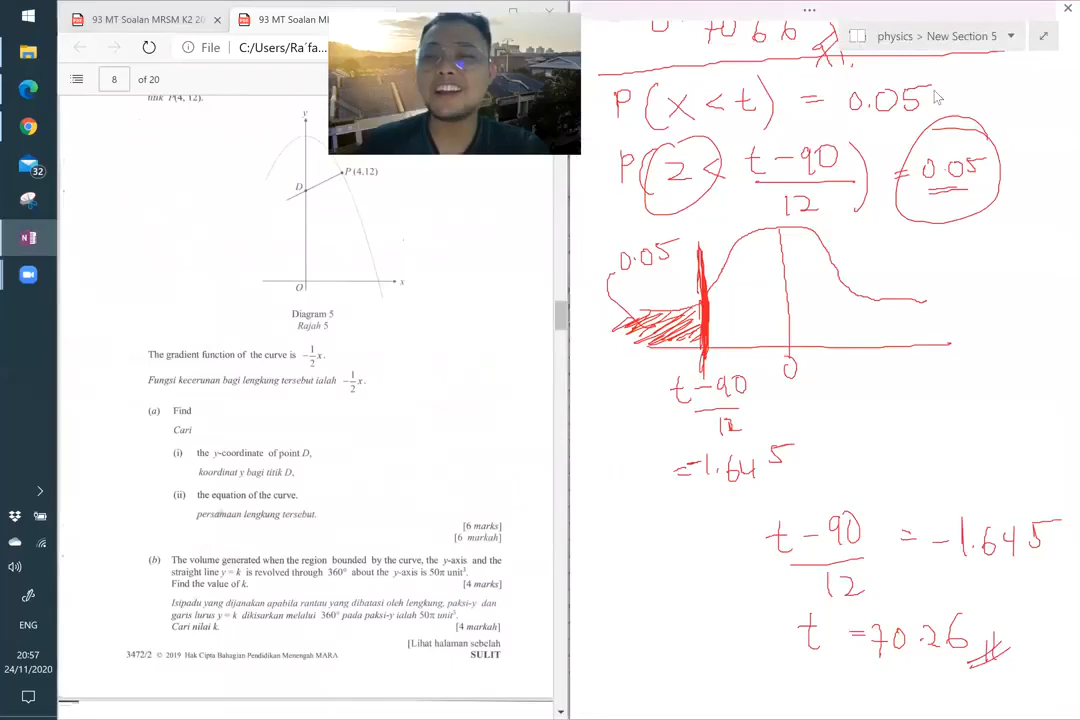 93 MT Soalan MRSM K2 20
93 MT Soalan MRSM
File
C:/Users/Ra'fa...
8 of 20
titik P(4, 12).
y
D
P (4,12)
O
x
Diagram 5
Rajah 5
The gradient function of the curve is -1/2 x.
Fungsi kecerunan bagi lengkung tersebut ialah -1/2 x.
(a) Find
Cari
(i) the y-coordinate of point D,
koordinat y bagi titik D,
(ii) the equation of the curve.
persamaan lengkung tersebut.
[6 marks]
[6 markah]
(b) The volume generated when the region bounded by the curve, the y-axis and the
straight line y = k is revolved through 360° about the y-axis is 50π unit³.
Find the value of k.
[4 marks]
Isipadu yang dijanakan apabila rantau yang dibatasi oleh lengkung, paksi-y dan
garis lurus y = k dikisarkan melalui 360° pada paksi-y ialah 50π unit³.
Cari nilai k.
[4 markah]
[Lihat halaman sebelah
3472/2 © 2019 Hak Cipta Bahagian Pendidikan Menengah MARA
SULIT
physics > New Section 5
P(x < t) = 0.05
P(z < t-90/12) = 0.05
0.05
0
t-90/12
= -1.645
t-90/12 = -1.645
t = 70.26
32
ENG
20:57
24/11/2020